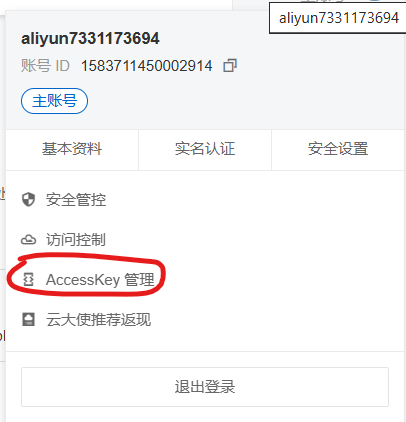 aliyun7331173694
aliyun7331173694
账号 ID 1583711450002914
主账号
基本资料 实名认证 安全设置
安全管控
访问控制
AccessKey 管理
云大使推荐返现
退出登录